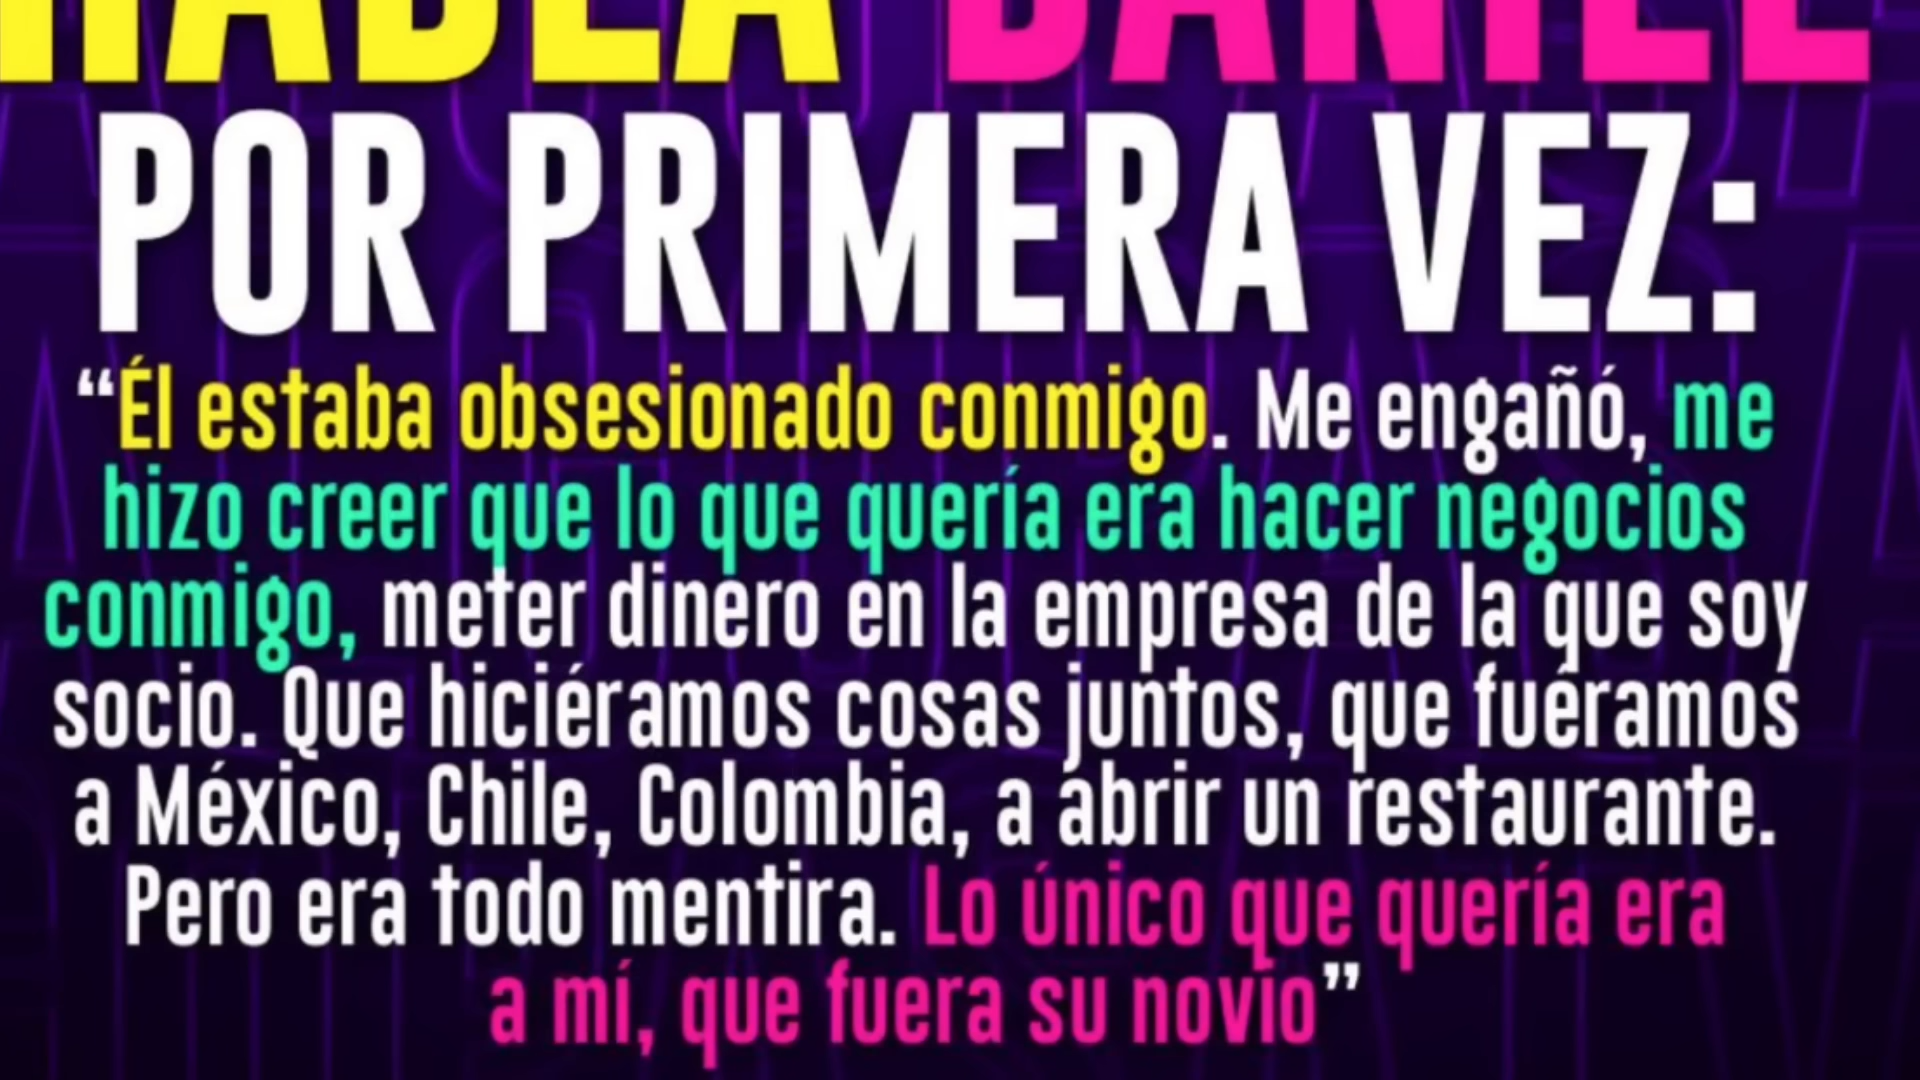 HABLA DANIEL
POR PRIMERA VEZ:
“Él estaba obsesionado conmigo. Me engañó, me
hizo creer que lo que quería era hacer negocios
conmigo, meter dinero en la empresa de la que soy
socio. Que hiciéramos cosas juntos, que fuéramos
a México, Chile, Colombia, a abrir un restaurante.
Pero era todo mentira. Lo único que quería era
a mí, que fuera su novio”